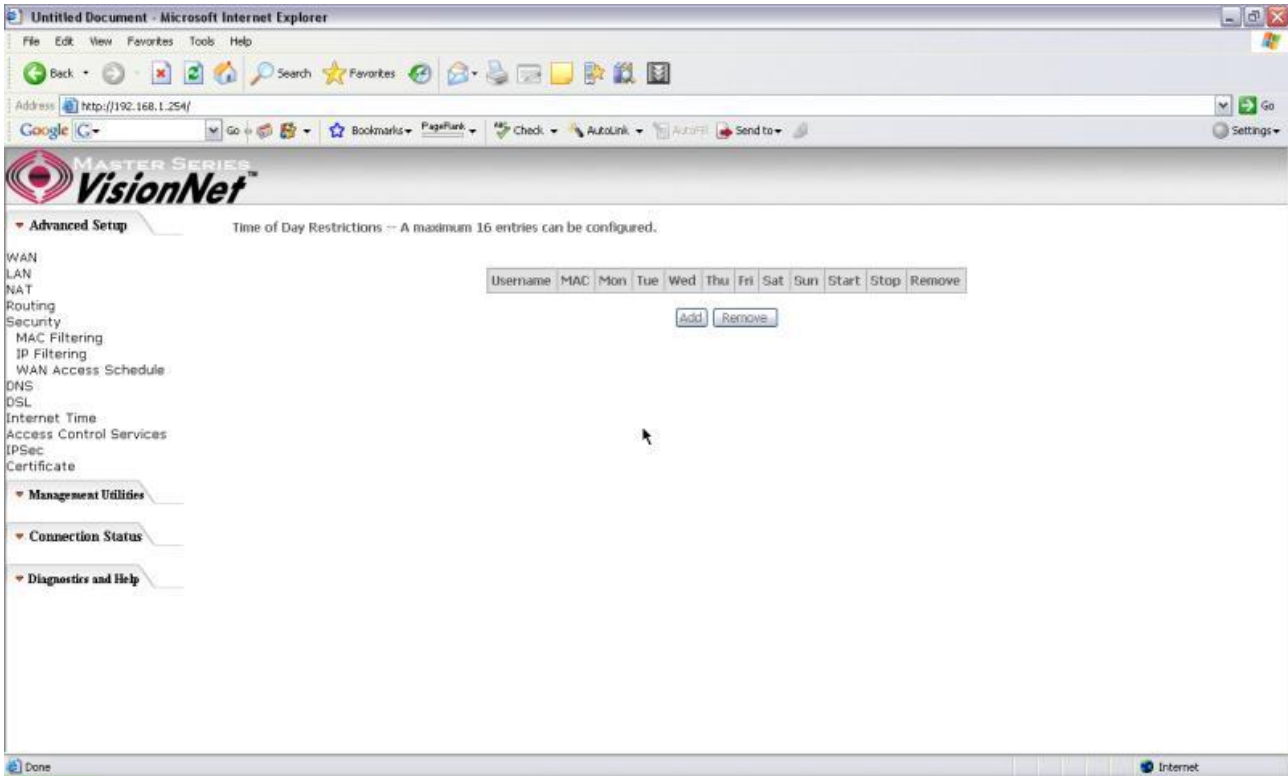 Untitled Document - Microsoft Internet Explorer
File Edit View Favorites Tools Help
Back Search Favorites
Address http://192.168.1.254/ Go
Google G Go Bookmarks PageRank Check AutoLink AutoFill Send to Settings
MASTER SERIES
VisionNet™
Advanced Setup
Time of Day Restrictions -- A maximum 16 entries can be configured.
WAN
LAN
NAT
Routing
Security
MAC Filtering
IP Filtering
WAN Access Schedule
DNS
DSL
Internet Time
Access Control Services
IPSec
Certificate
Username MAC Mon Tue Wed Thu Fri Sat Sun Start Stop Remove
Add Remove
Management Utilities
Connection Status
Diagnostics and Help
Done Internet